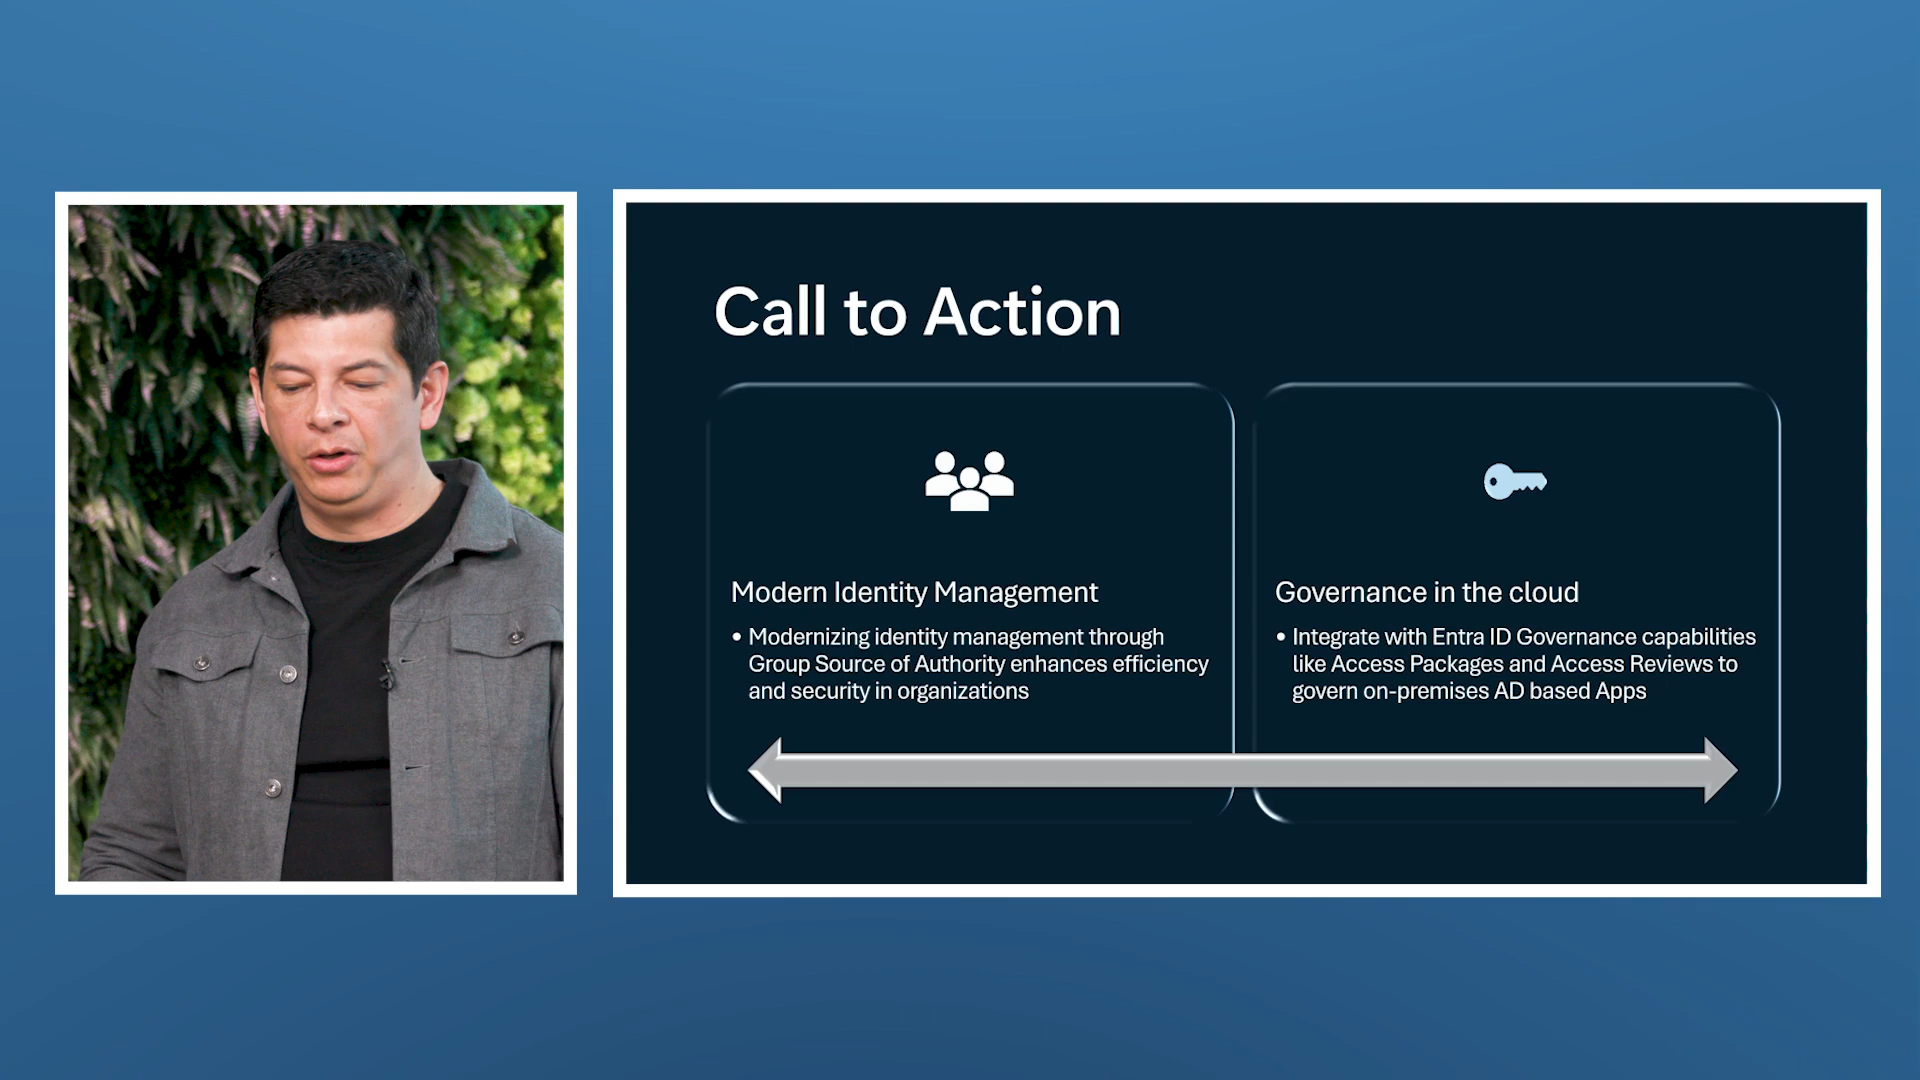 Call to Action
Modern Identity Management
• Modernizing identity management through
Group Source of Authority enhances efficiency
and security in organizations
Governance in the cloud
• Integrate with Entra ID Governance capabilities
like Access Packages and Access Reviews to
govern on-premises AD based Apps